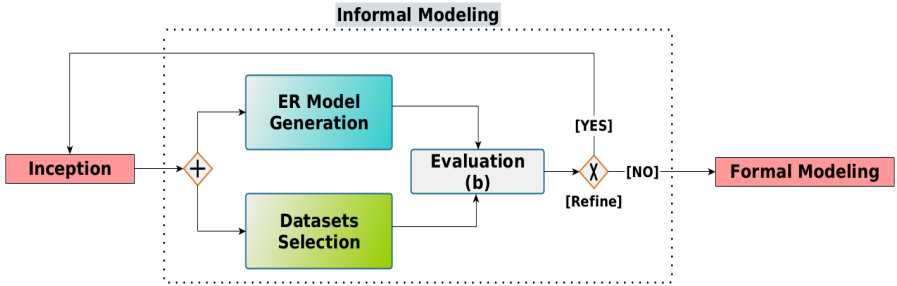 Informal Modeling
ER Model
Generation
[YES]
Inception
+
Evaluation
(b)
X
[NO]
Formal Modeling
[Refine]
Datasets
Selection